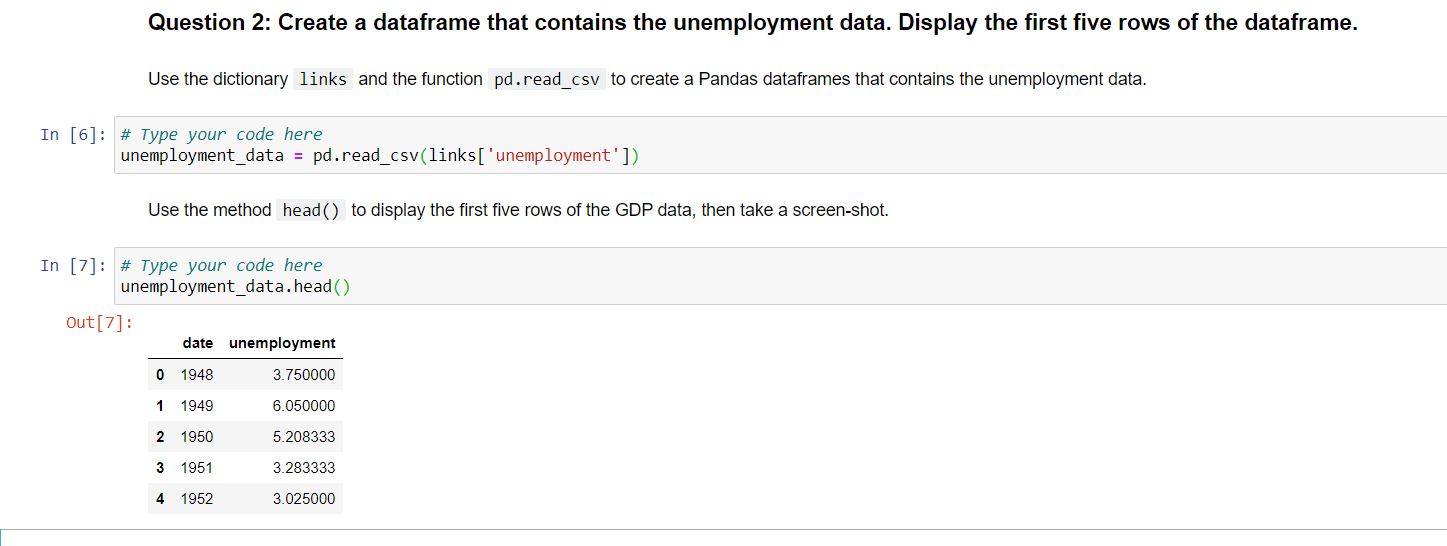 Question 2: Create a dataframe that contains the unemployment data. Display the first five rows of the dataframe.
Use the dictionary links and the function pd.read_csv to create a Pandas dataframes that contains the unemployment data.
In [6]: # Type your code here
unemployment_data = pd.read_csv(links['unemployment'])
Use the method head() to display the first five rows of the GDP data, then take a screen-shot.
In [7]: # Type your code here
unemployment_data.head()
Out[7]:
date unemployment
0 1948 3.750000
1 1949 6.050000
2 1950 5.208333
3 1951 3.283333
4 1952 3.025000